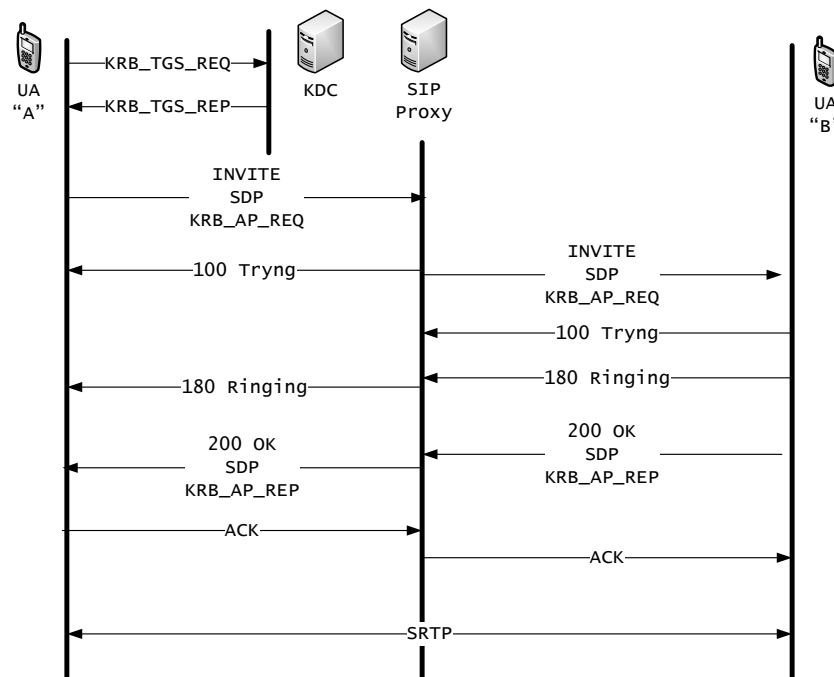 KRB_TGS_REQ
UA
KDC
SIP
"A"
KRB_TGS_REP
Proxy
UA
"B"
INVITE
SDP
KRB_AP_REQ
INVITE
100 Tryng
SDP
KRB_AP_REQ
100 Tryng
180 Ringing
180 Ringing
200 OK
SDP
KRB_AP_REP
200 OK
SDP
KRB_AP_REP
ACK
ACK
SRTP